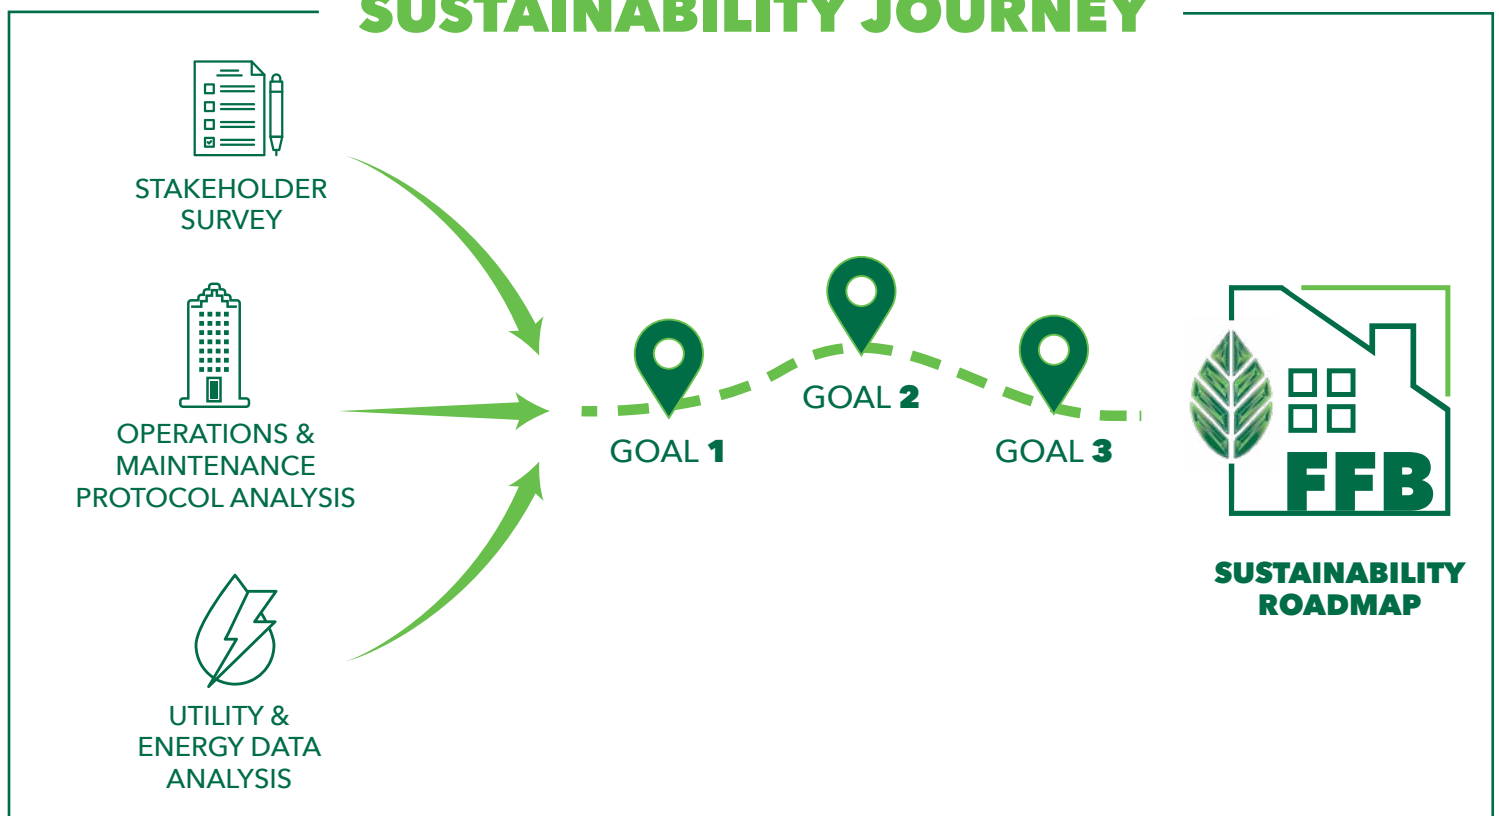 SUSTAINABILITY JOURNEY
STAKEHOLDER
SURVEY
OPERATIONS &
MAINTENANCE
PROTOCOL ANALYSIS
UTILITY &
ENERGY DATA
ANALYSIS
GOAL 1
GOAL 2
GOAL 3
FFB
SUSTAINABILITY
ROADMAP